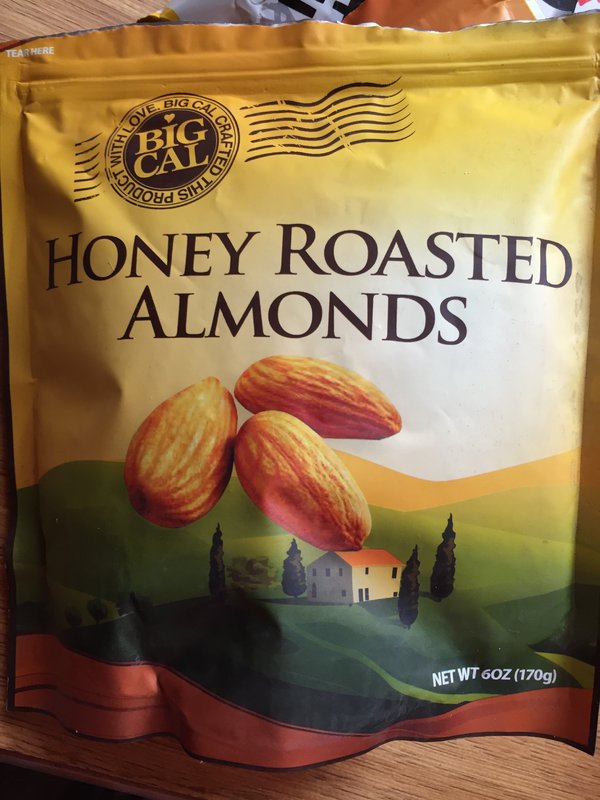 TEAR HERE
WITH LOVE. BIG CAL CRAFTED THIS PRODUCT
BIG
CAL
HONEY ROASTED
ALMONDS
NET WT 6OZ (170g)